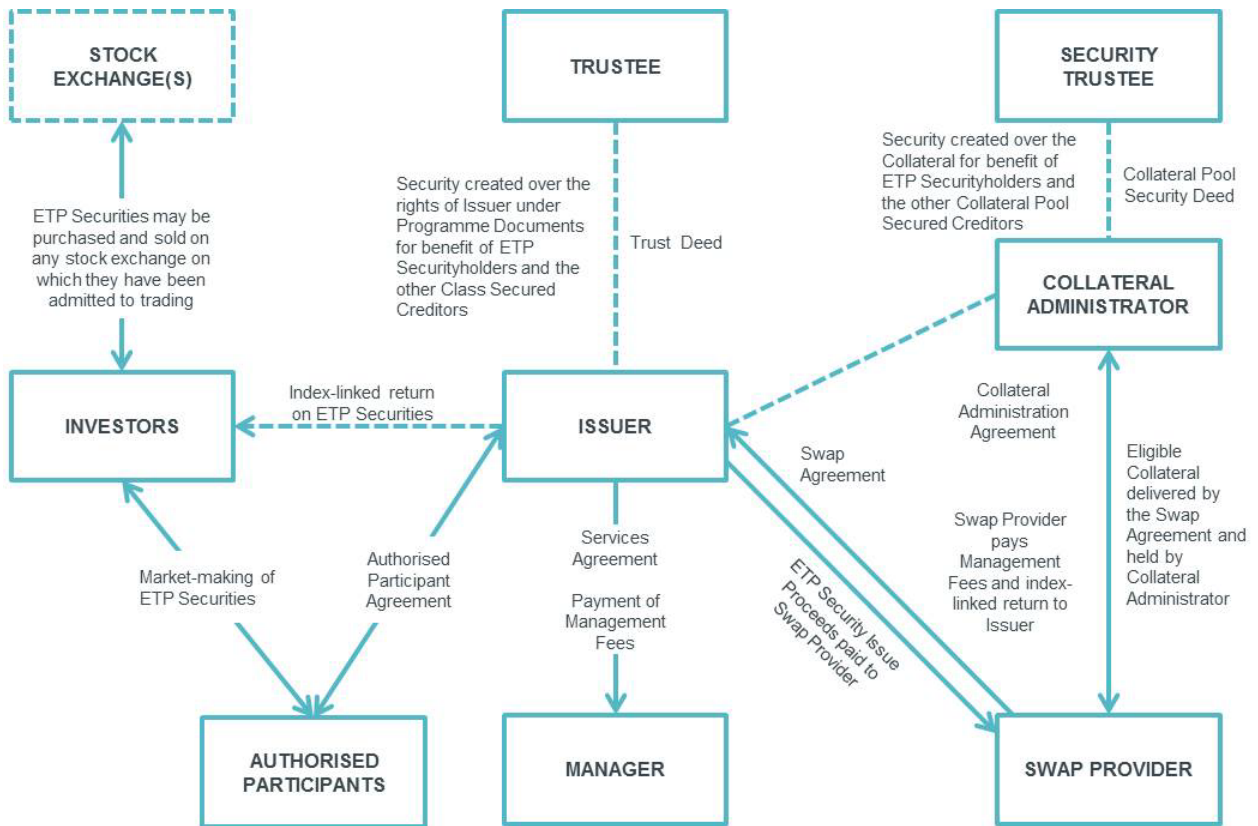 STOCK
EXCHANGE(S)
TRUSTEE
SECURITY
TRUSTEE
ETP Securities may be
purchased and sold on
any stock exchange on
which they have been
admitted to trading
Security created over the
rights of Issuer under
Programme Documents
for benefit of ETP
Securityholders and the
other Class Secured
Creditors
Trust Deed
Security created over the
Collateral for benefit of
ETP Securityholders and
the other Collateral Pool
Secured Creditors
Collateral Pool
Security Deed
COLLATERAL
ADMINISTRATOR
INVESTORS
Index-linked return
on ETP Securities
ISSUER
Collateral
Administration
Agreement
Swap
Agreement
Eligible
Collateral
delivered by
the Swap
Agreement and
held by
Collateral
Administrator
Market-making of
ETP Securities
Authorised
Participant
Agreement
Services
Agreement
Payment of
Management
Fees
ETP Security Issue
Proceeds paid to
Swap Provider
Swap Provider
pays
Management
Fees and index-
linked return to
Issuer
AUTHORISED
PARTICIPANTS
MANAGER
SWAP PROVIDER